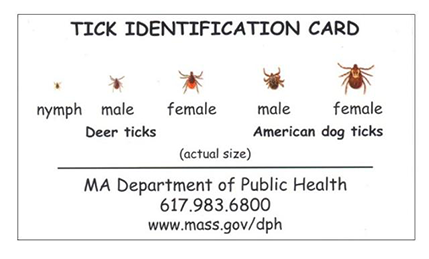 TICK IDENTIFICATION CARD
nymph male female male female
Deer ticks American dog ticks
(actual size)
MA Department of Public Health
617.983.6800
www.mass.gov/dph